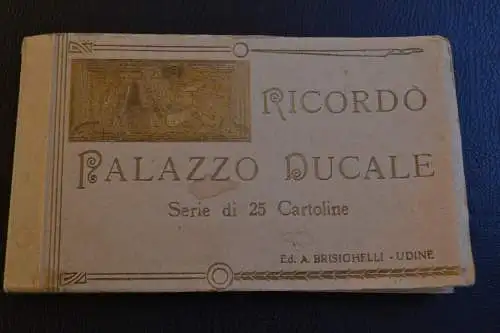 RICORDO
PALAZZO DUCALE
Serie di 25 Cartoline
Ed. A. BRISIGHELLI - UDINE